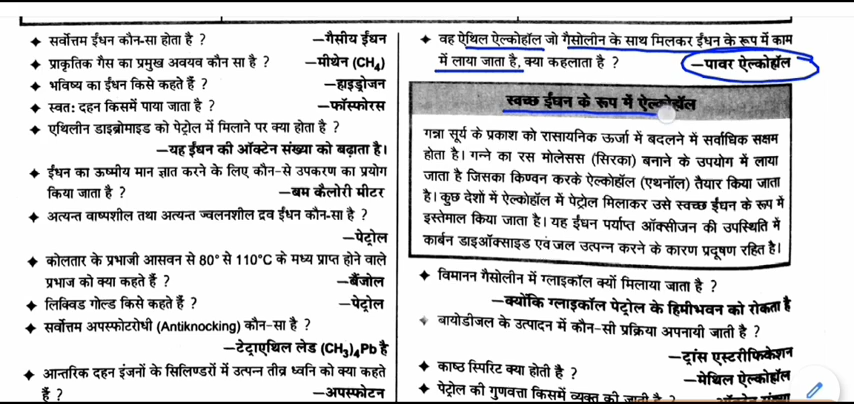 ✦ सर्वोत्तम ईंधन कौन-सा होता है ? —गैसीय ईंधन
✦ प्राकृतिक गैस का प्रमुख अवयव कौन सा है ? —मीथेन (CH₄)
✦ भविष्य का ईंधन किसे कहते हैं ? —हाइड्रोजन
✦ स्वतः दहन किसमें पाया जाता है ? —फॉस्फोरस
✦ एथिलीन डाइब्रोमाइड को पेट्रोल में मिलाने पर क्या होता है ?
—यह ईंधन की ऑक्टेन संख्या को बढ़ाता है।
✦ ईंधन का ऊष्मीय मान ज्ञात करने के लिए कौन-से उपकरण का प्रयोग
किया जाता है ? —बम कैलोरी मीटर
✦ अत्यन्त वाष्पशील तथा अत्यन्त ज्वलनशील द्रव ईंधन कौन-सा है ?
—पेट्रोल
✦ कोलतार के प्रभाजी आसवन से 80° से 110°C के मध्य प्राप्त होने वाले
प्रभाज को क्या कहते हैं ? —बैंजोल
✦ लिक्विड गोल्ड किसे कहते हैं ? —पेट्रोल
✦ सर्वोत्तम अपस्फोटरोधी (Antiknocking) कौन-सा है ?
—टेट्राएथिल लेड (CH₃)₄Pb है
✦ आन्तरिक दहन इंजनों के सिलिण्डरों में उत्पन्न तीव्र ध्वनि को क्या कहते
हैं ? —अपस्फोटन
✦ वह ऐथिल ऐल्कोहॉल जो गैसोलीन के साथ मिलकर ईंधन के रूप में काम
में लाया जाता है, क्या कहलाता है ? —पावर ऐल्कोहॉल
स्वच्छ ईंधन के रूप में ऐल्कोहॉल
गन्ना सूर्य के प्रकाश को रासायनिक ऊर्जा में बदलने में सर्वाधिक सक्षम
होता है। गन्ने का रस मोलेसस (सिरका) बनाने के उपयोग में लाया
जाता है जिसका किण्वन करके ऐल्कोहॉल (एथनॉल) तैयार किया जाता
है। कुछ देशों में ऐल्कोहॉल में पेट्रोल मिलाकर उसे स्वच्छ ईंधन के रूप में
इस्तेमाल किया जाता है। यह ईंधन पर्याप्त ऑक्सीजन की उपस्थिति में
कार्बन डाइऑक्साइड एवं जल उत्पन्न करने के कारण प्रदूषण रहित है।
✦ विमानन गैसोलीन में ग्लाइकॉल क्यों मिलाया जाता है ?
—क्योंकि ग्लाइकॉल पेट्रोल के हिमीभवन को रोकता है
✦ बायोडीजल के उत्पादन में कौन-सी प्रक्रिया अपनायी जाती है ?
—ट्रांस एस्टरीफिकेशन
✦ काष्ठ स्पिरिट क्या होती है ? —मेथिल ऐल्कोहॉल
✦ पेट्रोल की गुणवत्ता किसमें व्यक्त की जाती है ?